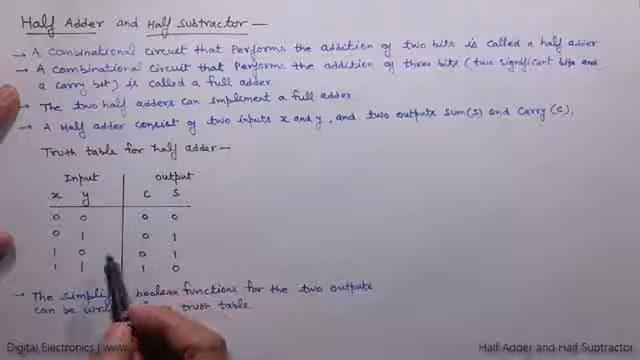 Half Adder and Half Subtractor —
→ A combinational circuit that performs the addition of two bits is called a half adder
→ A combinational circuit that performs the addition of three bits (two significant bits and
a carry bit) is called a full adder
→ The two half adders can implement a full adder
→ A Half adder consist of two inputs x and y, and two outputs sum(s) and carry (c).
Truth table for half adder —
Input output
x y c s
0 0 0 0
0 1 0 1
1 0 0 1
1 1 1 0
→ The boolean functions for the two outputs
can be truth table
Digital Electronics | www
Half Adder and Half Subtractor